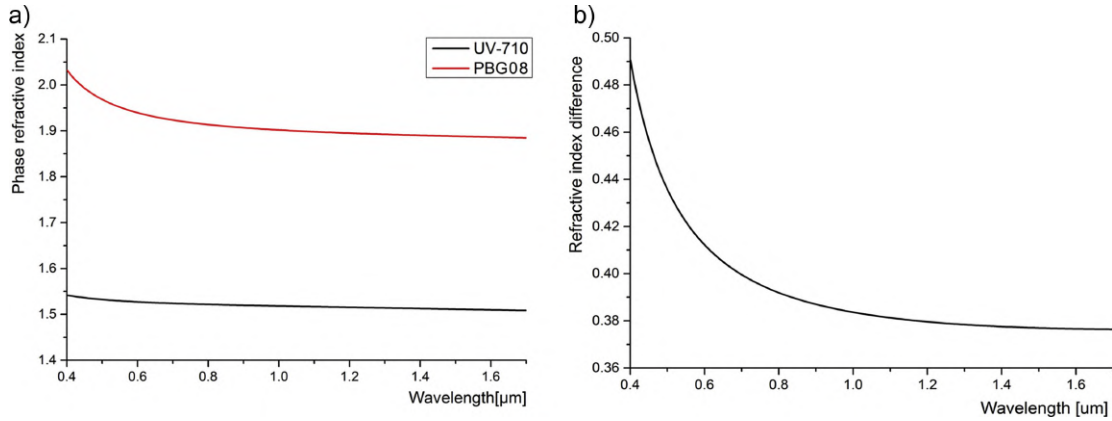 a)
Phase refractive index
2.1
2.0
1.9
1.8
1.7
1.6
1.5
1.4
0.4 0.6 0.8 1.0 1.2 1.4 1.6
Wavelength[µm]
UV-710
PBG08
b)
Refractive index difference
0.50
0.48
0.46
0.44
0.42
0.40
0.38
0.36
0.4 0.6 0.8 1.0 1.2 1.4 1.6
Wavelength [um]